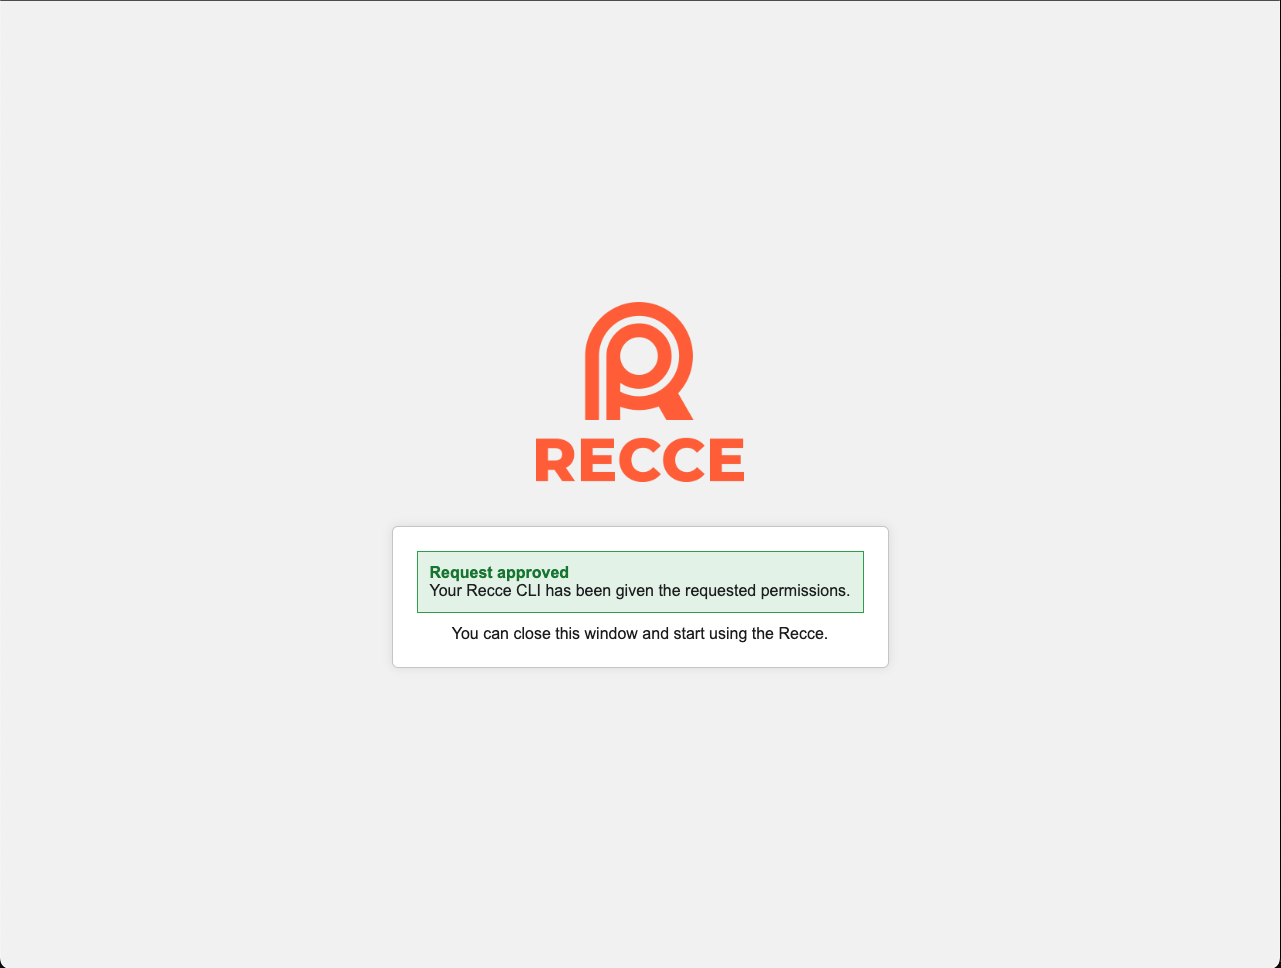 RECCE
Request approved
Your Recce CLI has been given the requested permissions.
You can close this window and start using the Recce.